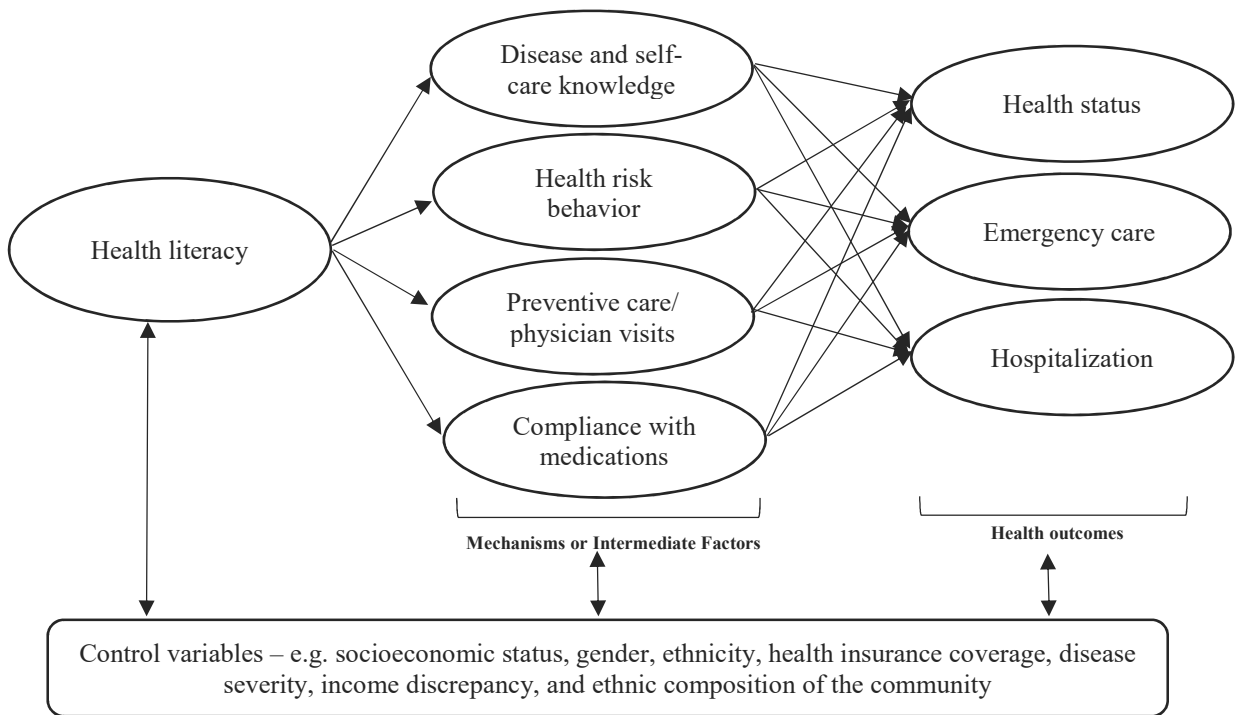 Disease and self-
care knowledge
Health risk
behavior
Preventive care/
physician visits
Compliance with
medications
Health literacy
Health status
Emergency care
Hospitalization
Mechanisms or Intermediate Factors
Health outcomes
Control variables – e.g. socioeconomic status, gender, ethnicity, health insurance coverage, disease
severity, income discrepancy, and ethnic composition of the community